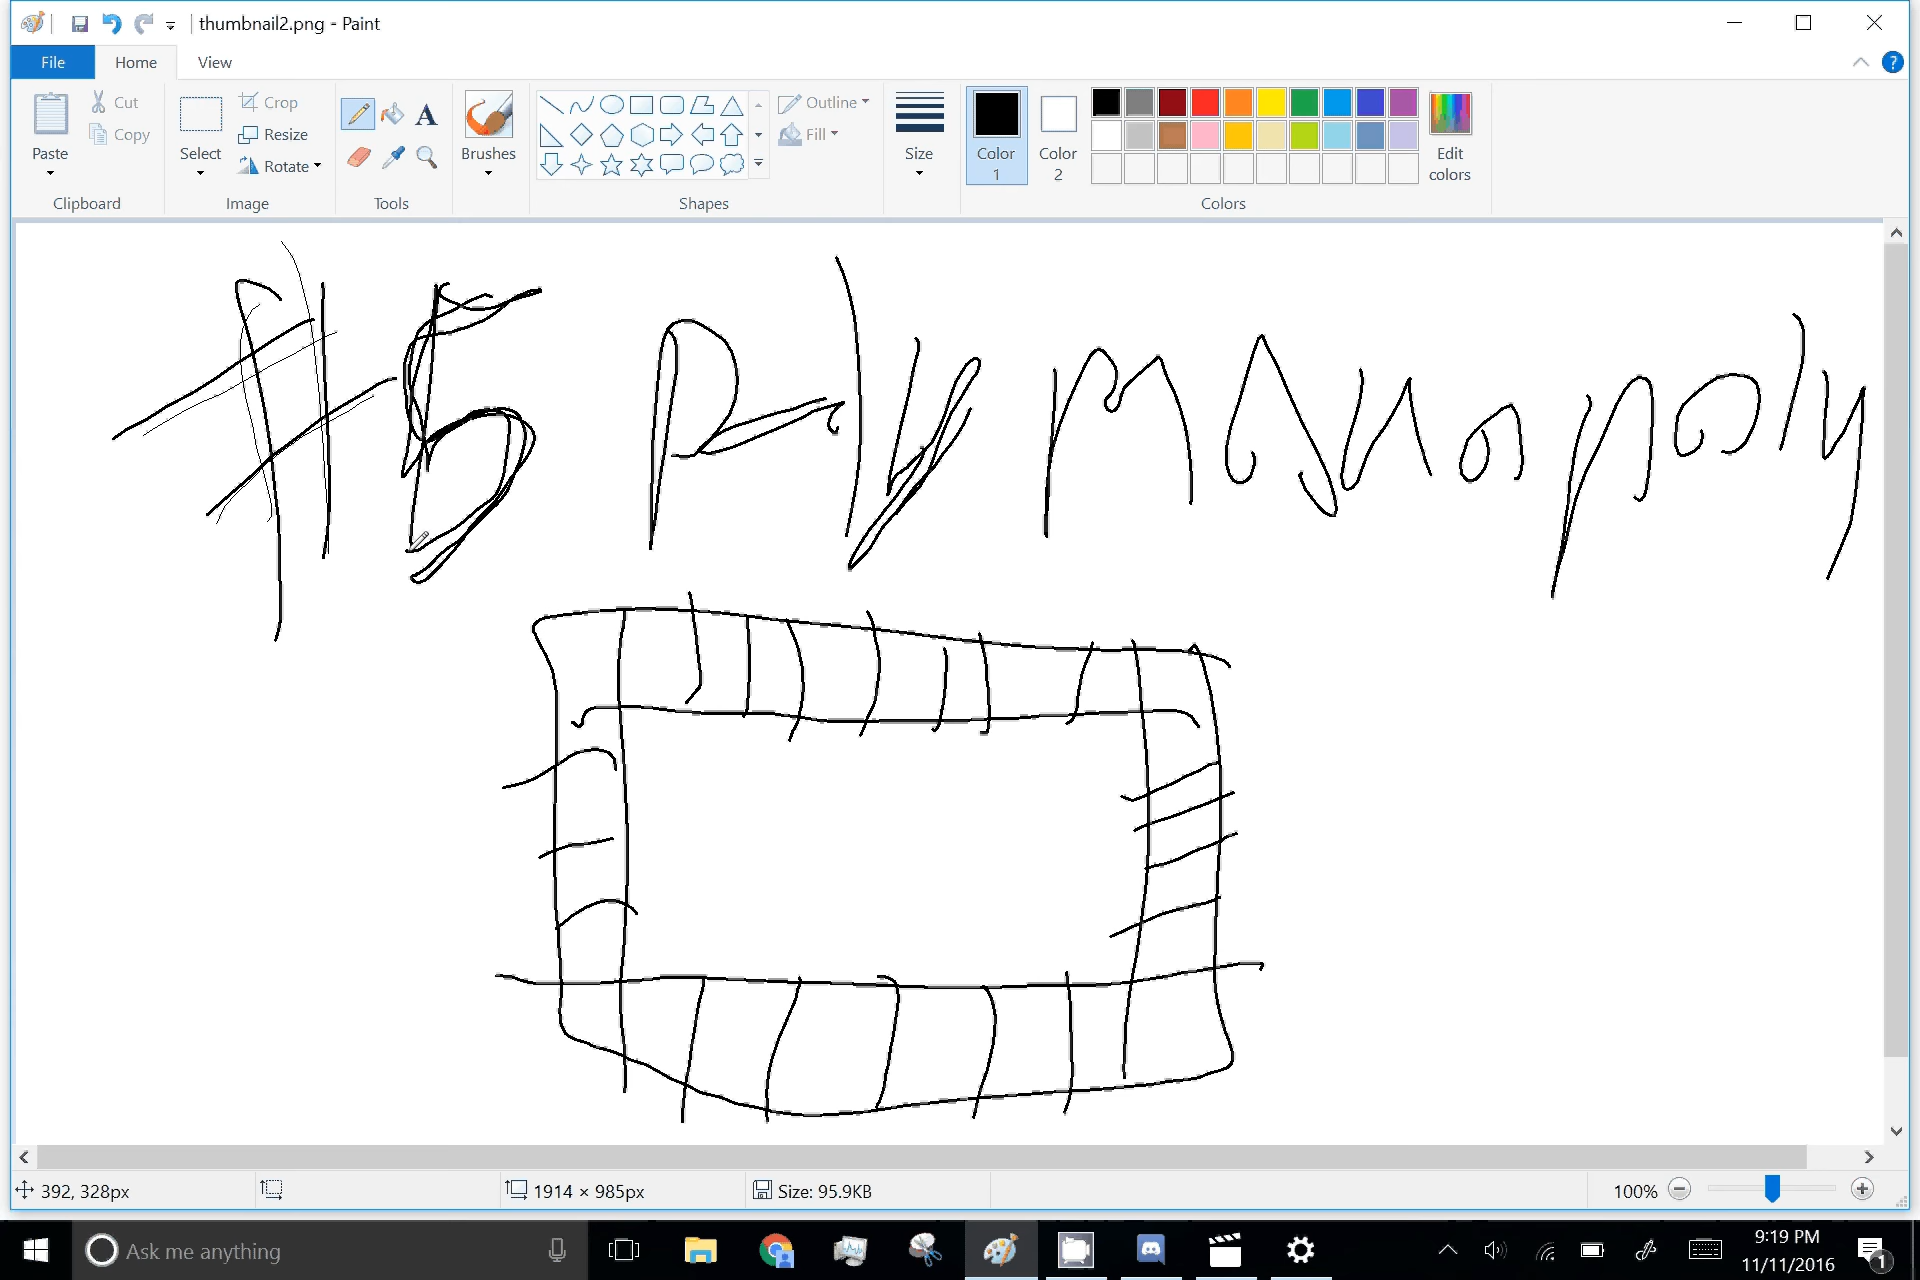 thumbnail2.png - Paint
File Home View
Paste Cut Copy Select Crop Resize Rotate Brushes Outline Fill Size Color 1 Color 2 Edit colors
Clipboard Image Tools Shapes Colors
#5 Play Monopoly
392, 328px 1914 × 985px Size: 95.9KB 100%
Ask me anything 9:19 PM 11/11/2016 1